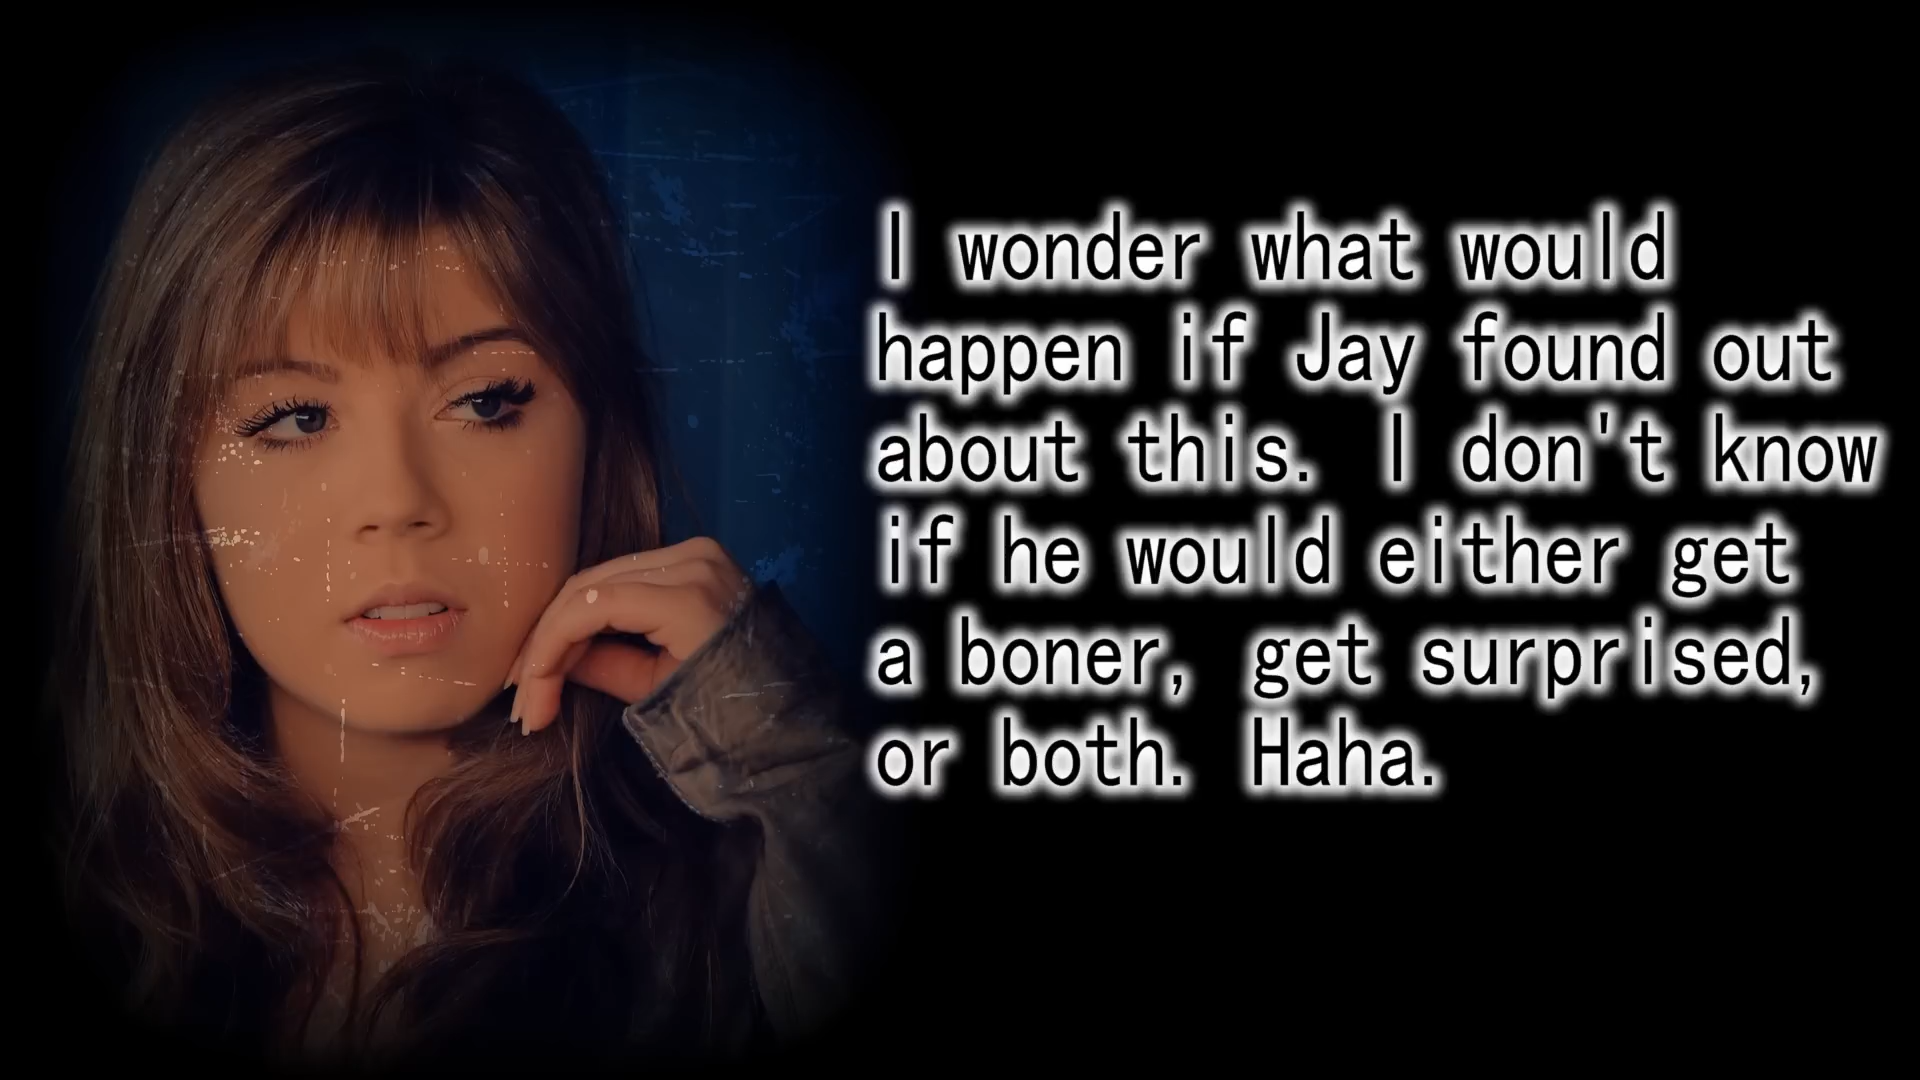 I wonder what would
happen if Jay found out
about this. I don't know
if he would either get
a boner, get surprised,
or both. Haha.